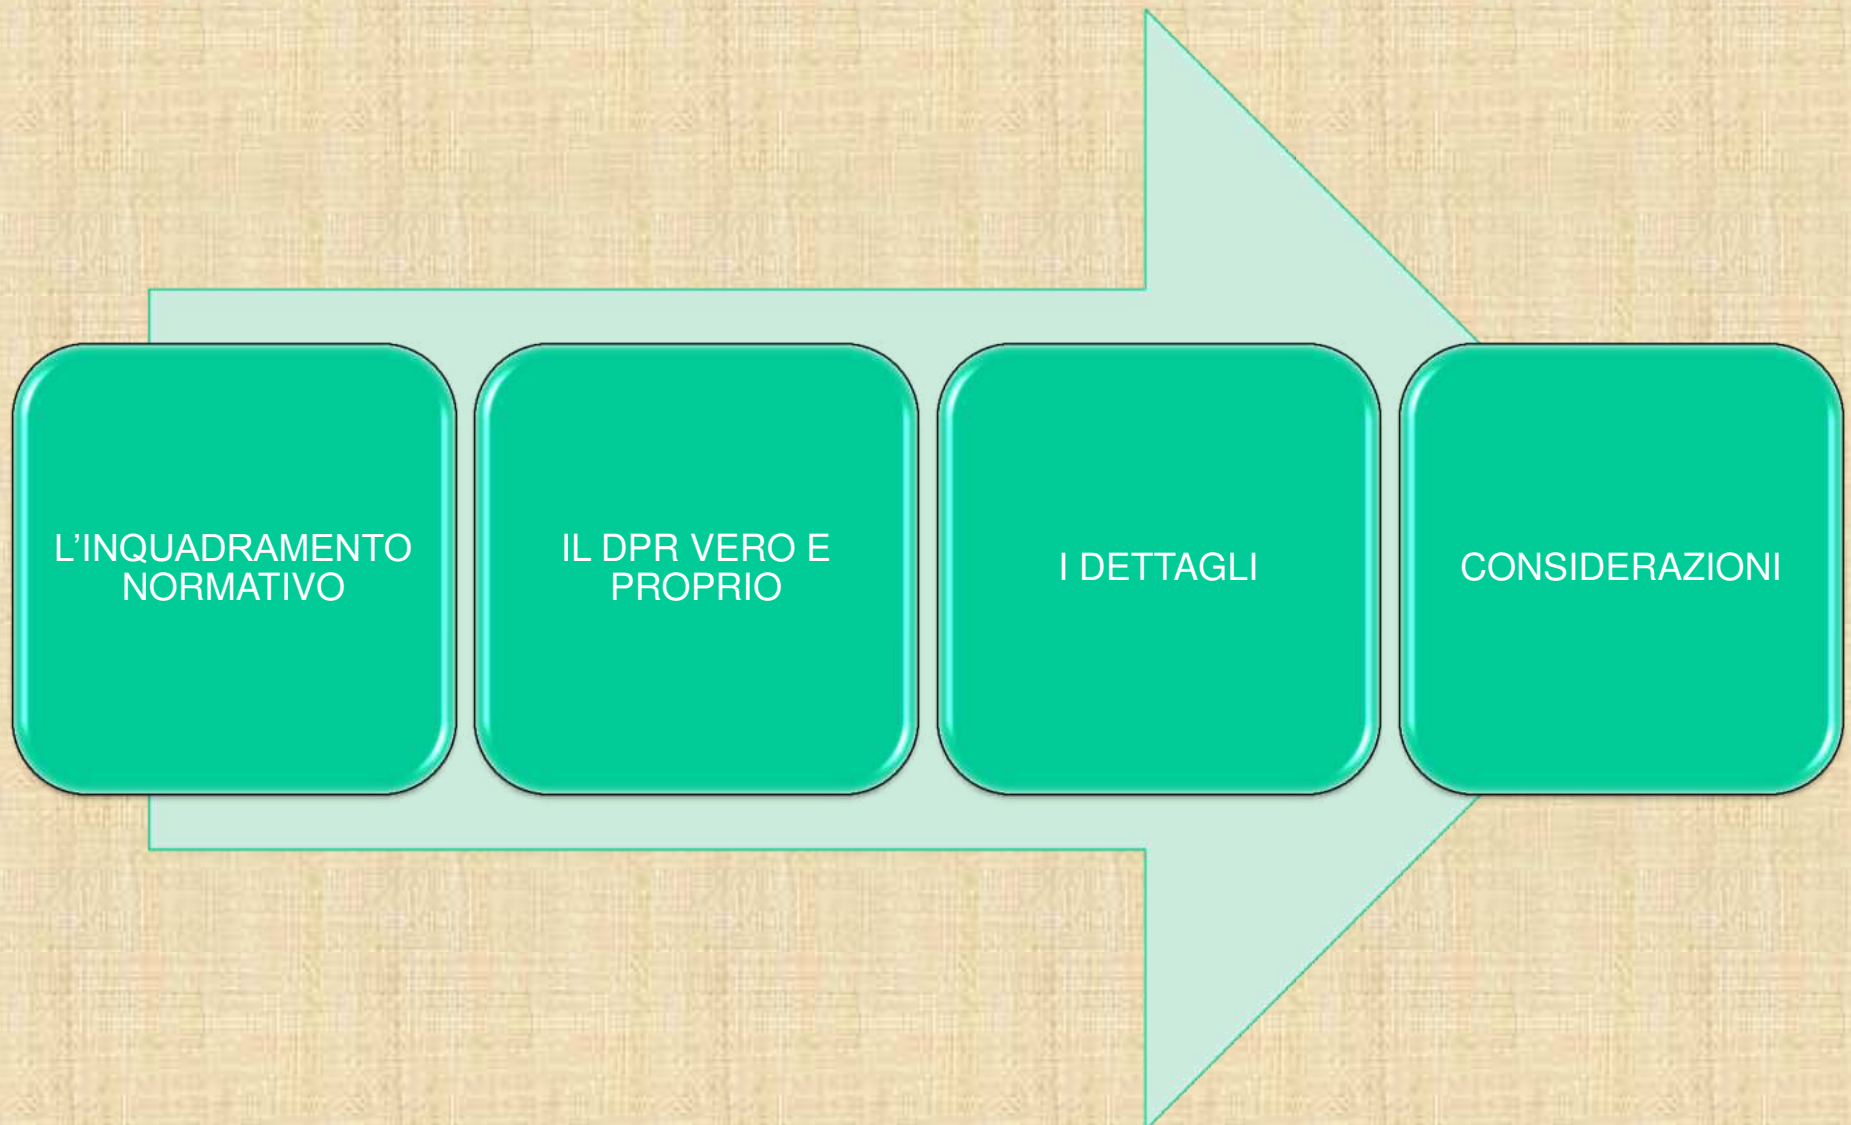 L’INQUADRAMENTO
NORMATIVO
IL DPR VERO E
PROPRIO
I DETTAGLI
CONSIDERAZIONI